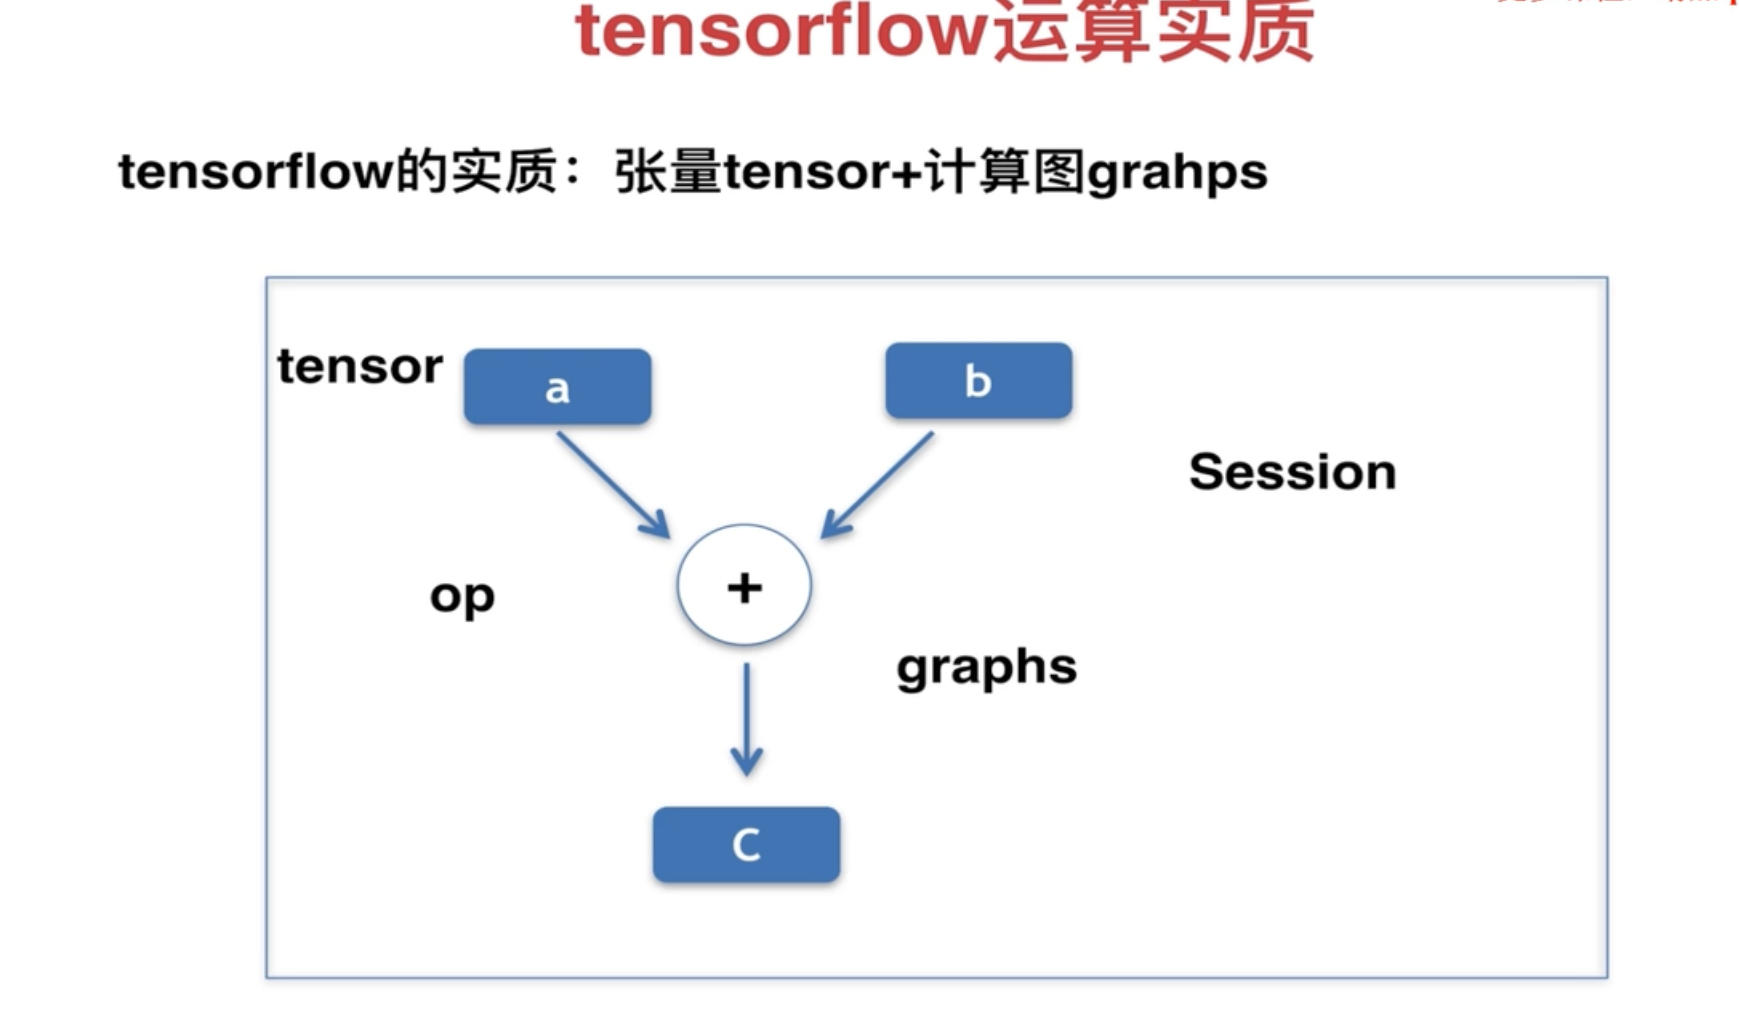 tensorflow运算实质
tensorflow的实质：张量tensor+计算图grahps
tensor
a
b
Session
+
op
graphs
C